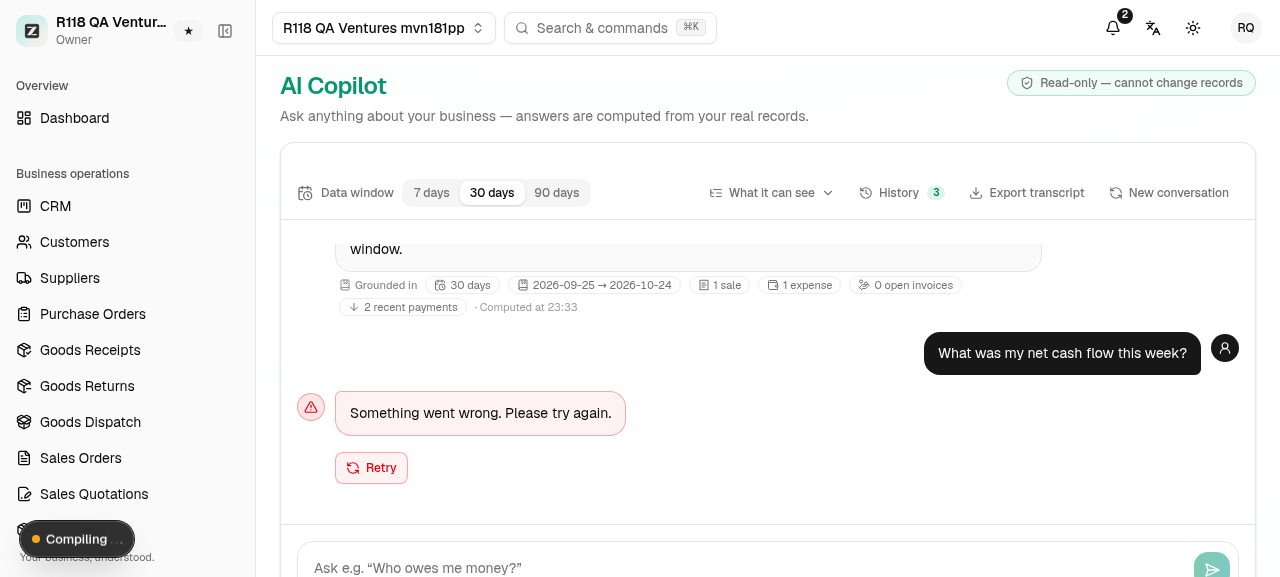 R118 QA Ventur...
Owner
R118 QA Ventures mvn181pp
Search & commands
⌘K
2
RQ
Overview
Dashboard
Business operations
CRM
Customers
Suppliers
Purchase Orders
Goods Receipts
Goods Returns
Goods Dispatch
Sales Orders
Sales Quotations
Compiling ...
Your business, understood.
AI Copilot
Read-only — cannot change records
Ask anything about your business — answers are computed from your real records.
Data window
7 days
30 days
90 days
What it can see
History 3
Export transcript
New conversation
window.
Grounded in
30 days
2026-09-25 → 2026-10-24
1 sale
1 expense
0 open invoices
2 recent payments
· Computed at 23:33
What was my net cash flow this week?
Something went wrong. Please try again.
Retry
Ask e.g. “Who owes me money?”